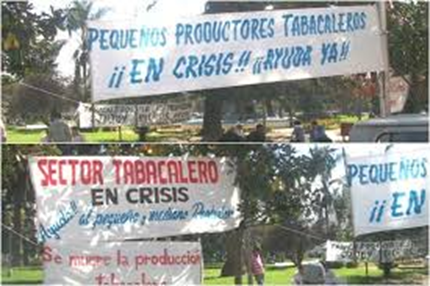 PEQUEÑOS PRODUCTORES TABACALEROS
¡¡EN CRISIS!! ¡¡AYUDA YA!!
SECTOR TABACALERO
EN CRISIS
Ayuda!! al pequeño y mediano Productor
Se muere la producción
tabacalera
PEQUEÑOS
¡¡EN